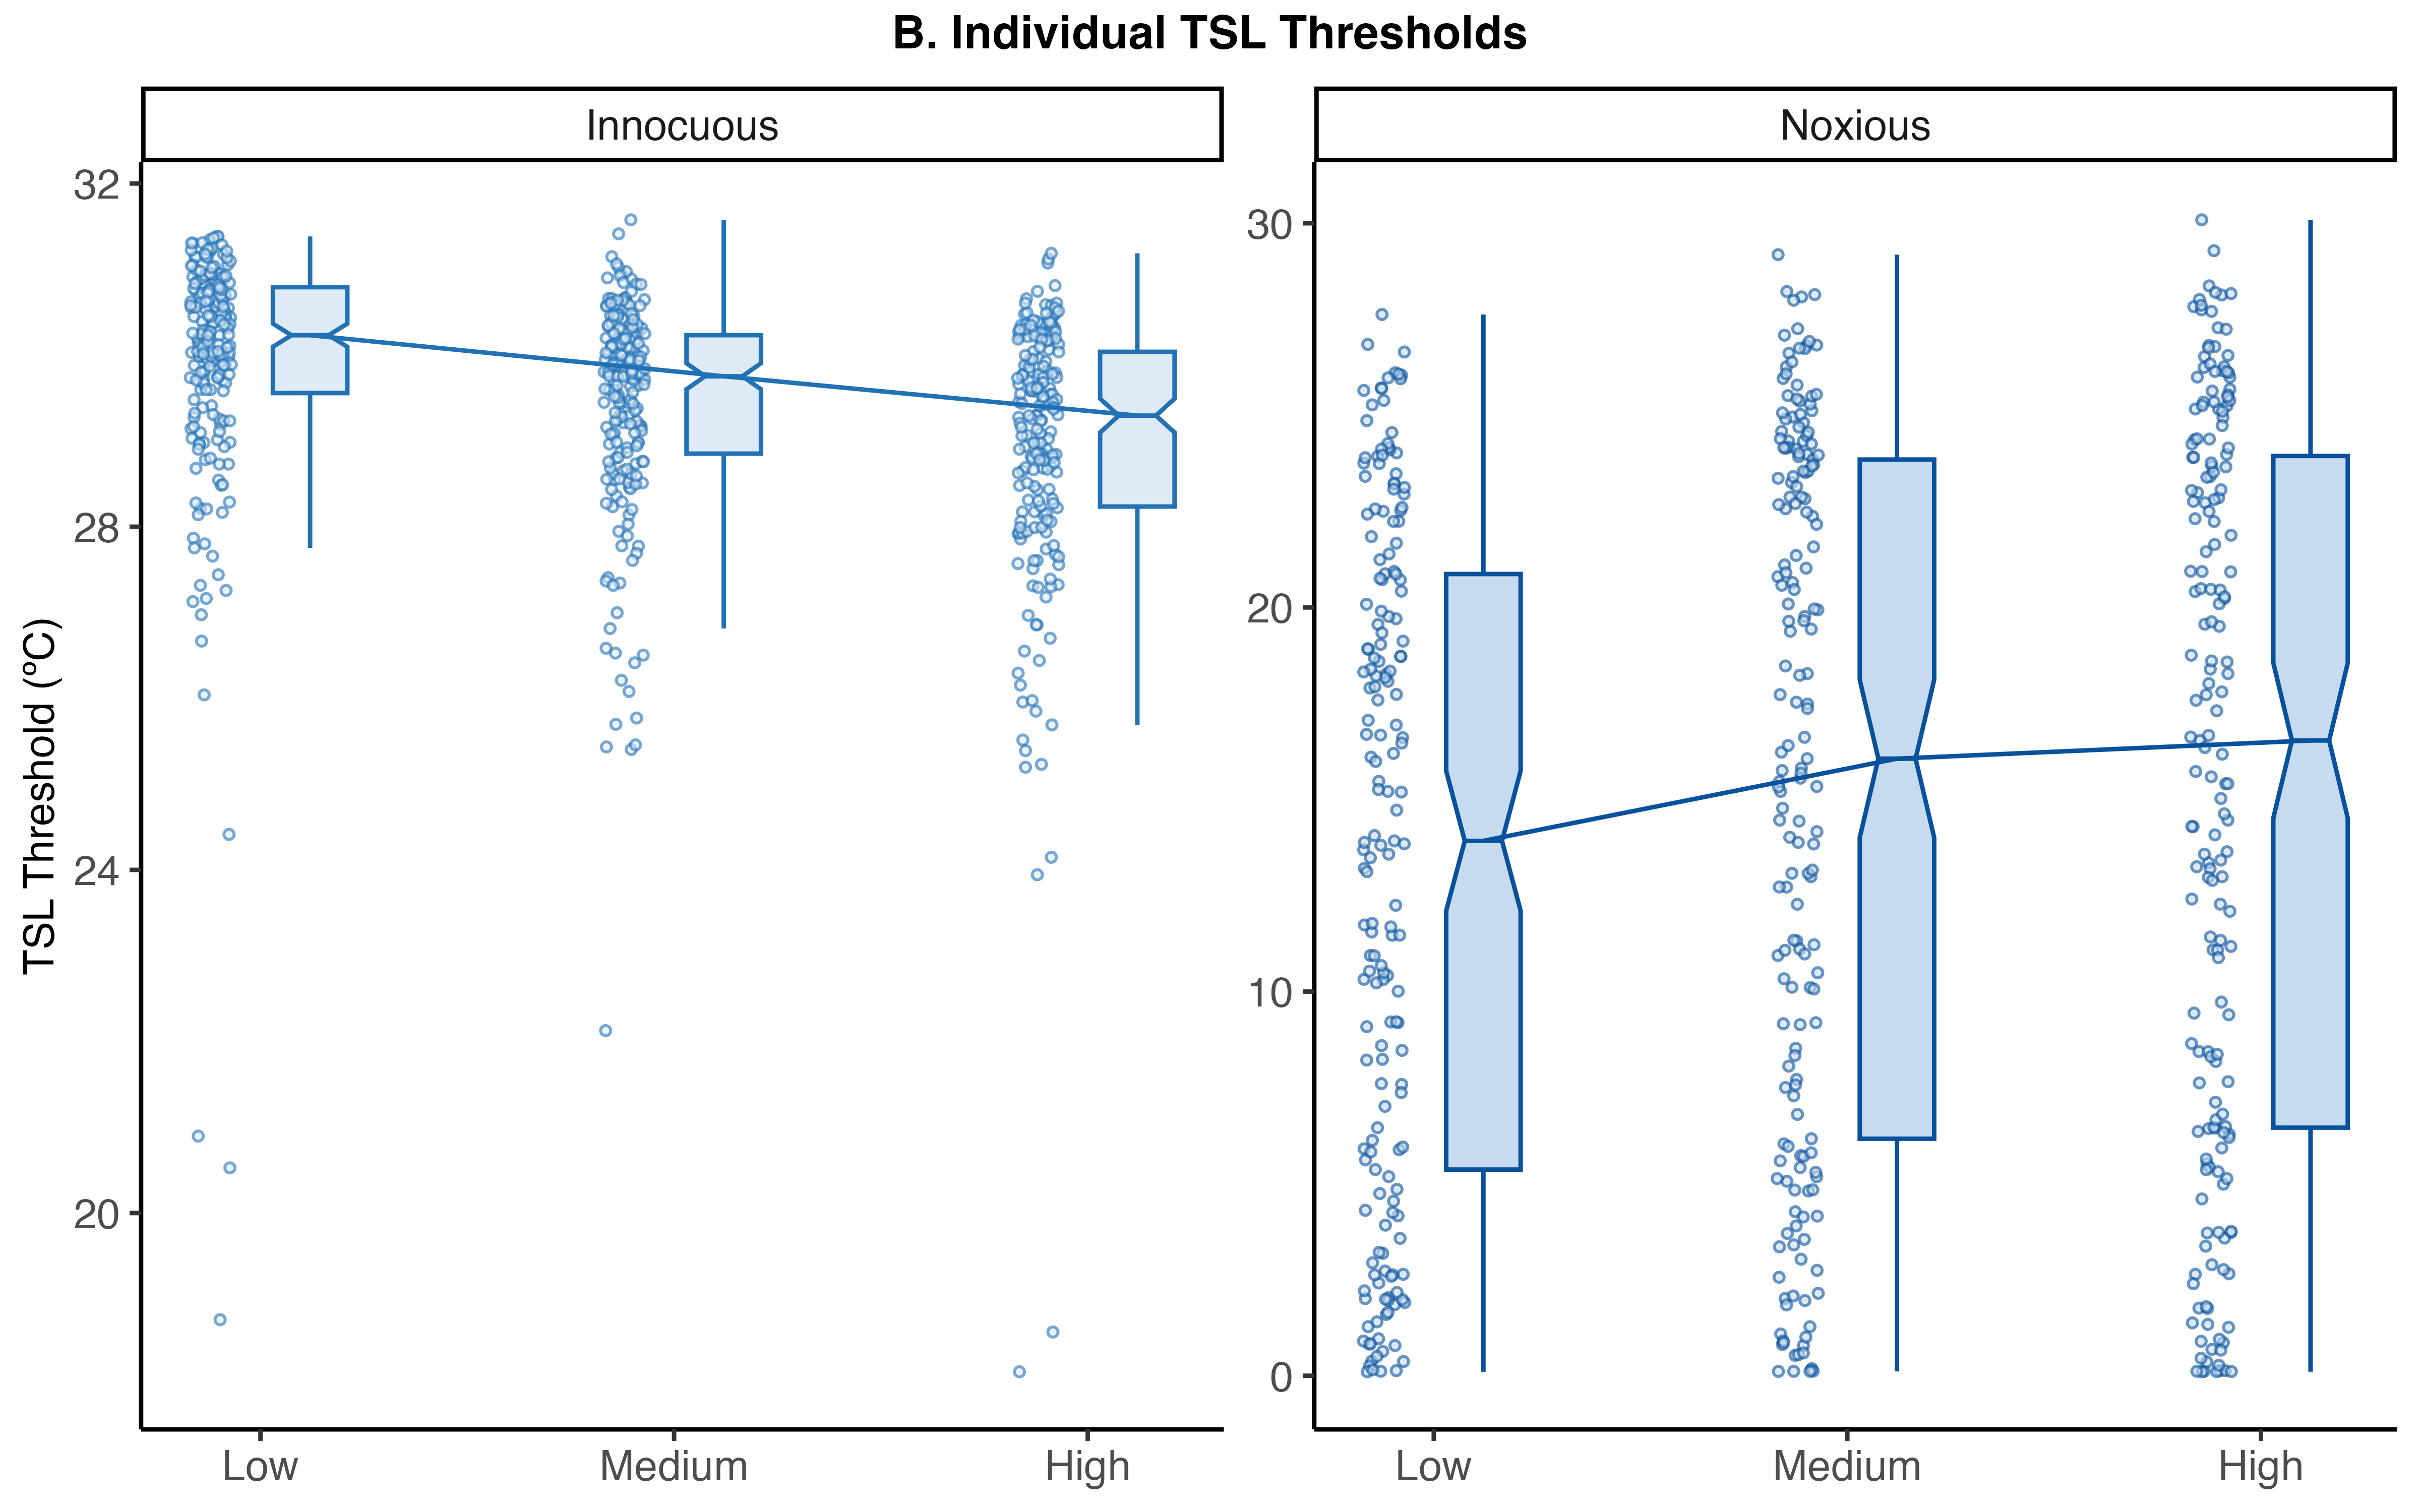 B. Individual TSL Thresholds
Innocuous
Noxious
TSL Threshold (ºC)
32
28
24
20
30
20
10
0
Low
Medium
High
Low
Medium
High